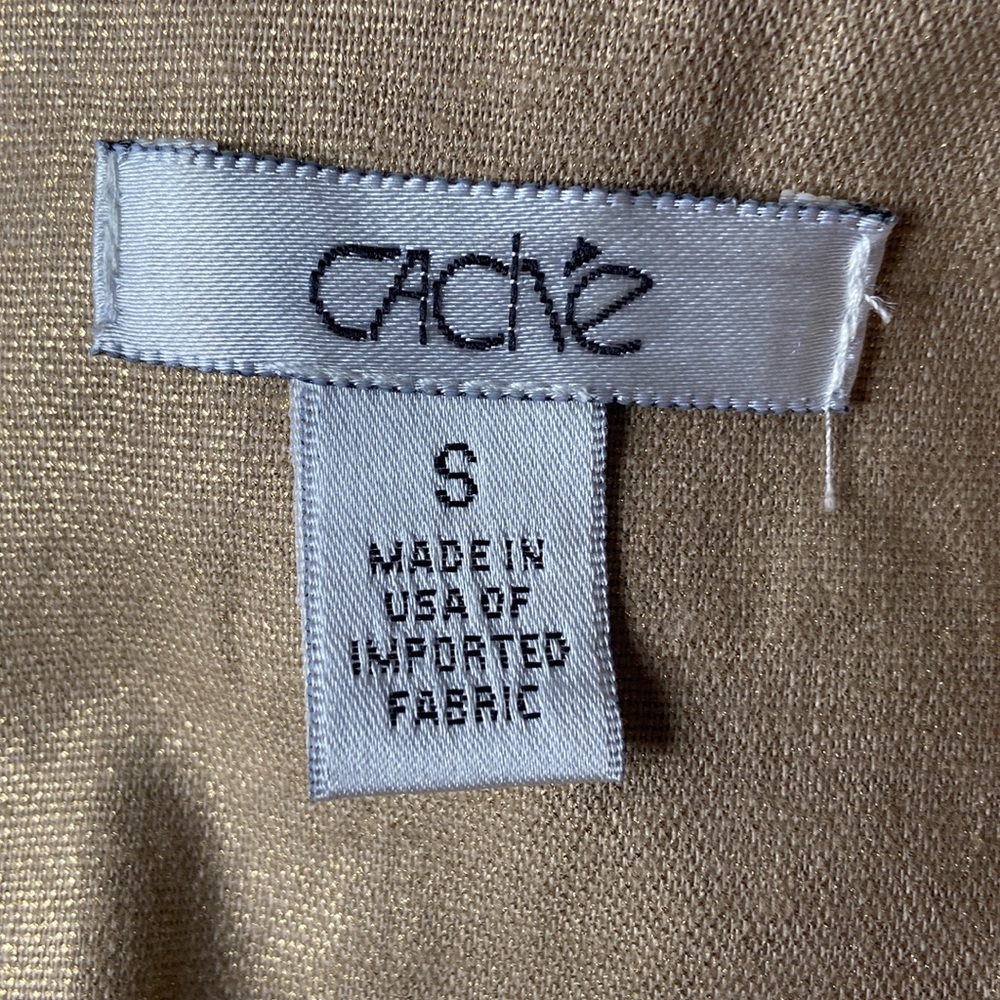 CACHÉ
S
MADE IN
USA OF
IMPORTED
FABRIC